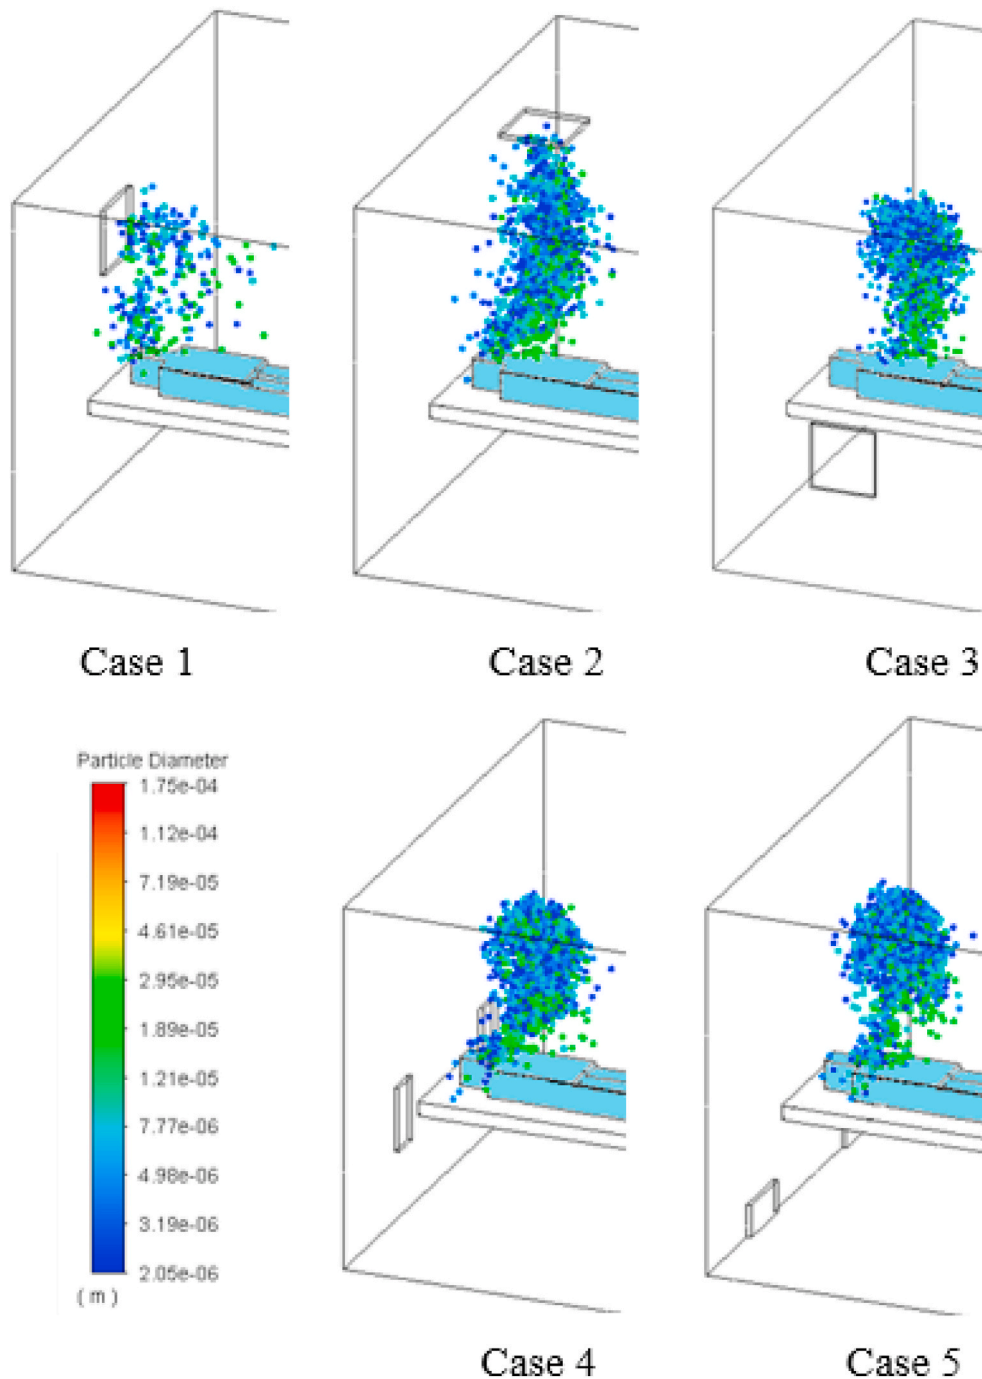 Case 1
Case 2
Case 3
Particle Diameter
1.75e-04
1.12e-04
7.19e-05
4.61e-05
2.95e-05
1.89e-05
1.21e-05
7.77e-06
4.98e-06
3.19e-06
2.05e-06
( m )
Case 4
Case 5